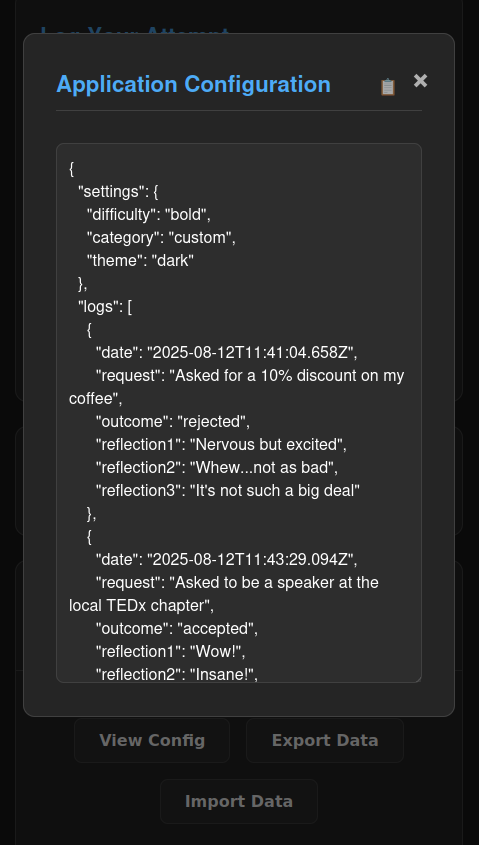 Log Your Attempt
Application Configuration
{
"settings": {
"difficulty": "bold",
"category": "custom",
"theme": "dark"
},
"logs": [
{
"date": "2025-08-12T11:41:04.658Z",
"request": "Asked for a 10% discount on my
coffee",
"outcome": "rejected",
"reflection1": "Nervous but excited",
"reflection2": "Whew...not as bad",
"reflection3": "It's not such a big deal"
},
{
"date": "2025-08-12T11:43:29.094Z",
"request": "Asked to be a speaker at the
local TEDx chapter",
"outcome": "accepted",
"reflection1": "Wow!",
"reflection2": "Insane!",
View Config Export Data
Import Data